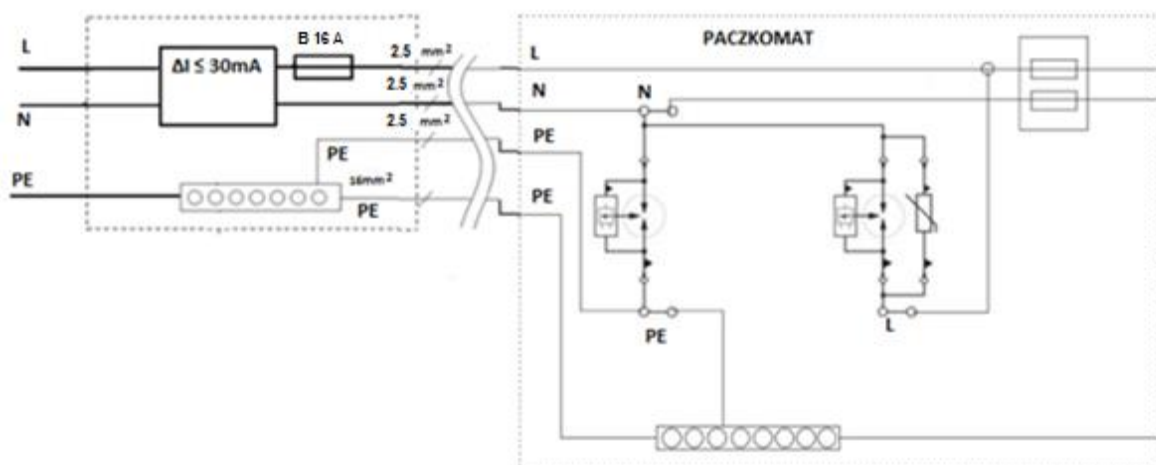 L
N
PE
ΔI ≤ 30mA
B 16 A
2.5 mm²
2.5 mm²
2.5 mm²
PE
16mm²
PE
PACZKOMAT
L
N
PE
PE
N
PE
L